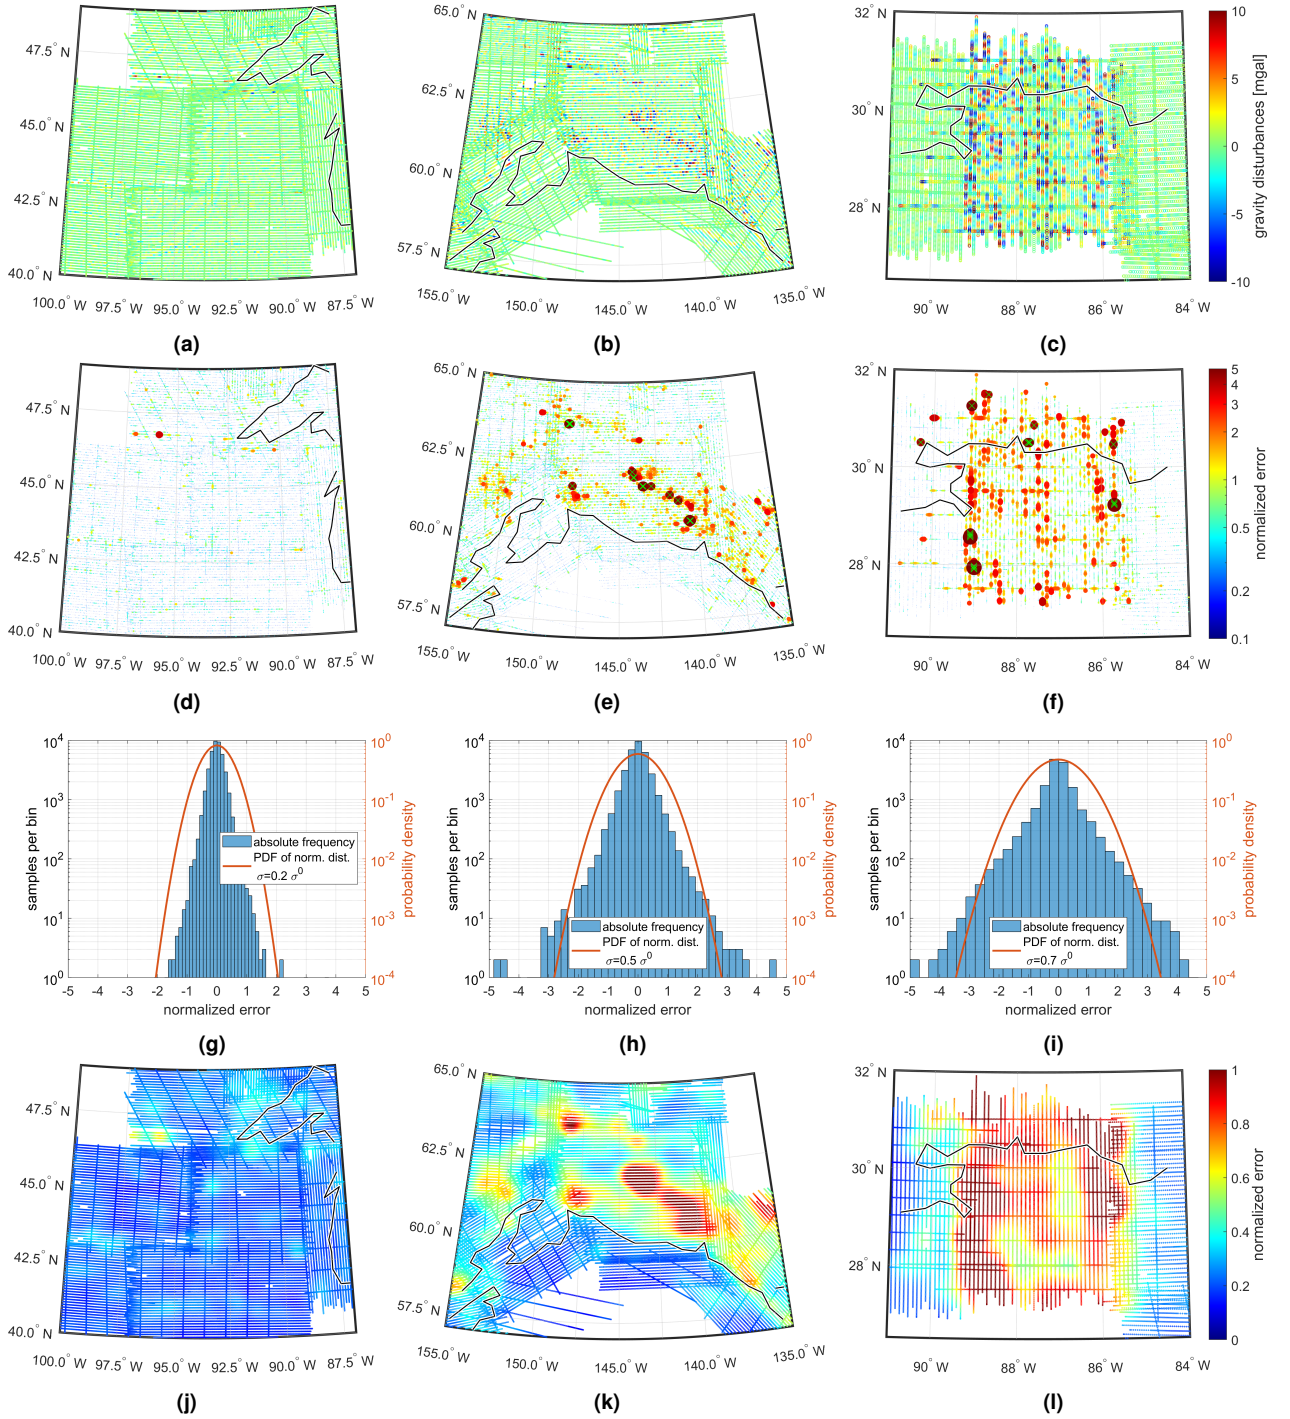 47.5° N
45.0° N
42.5° N
40.0° N
100.0° W 97.5° W 95.0° W 92.5° W 90.0° W 87.5° W
(a)
65.0° N
62.5° N
60.0° N
57.5° N
155.0° W 150.0° W 145.0° W 140.0° W 135.0° W
(b)
32° N
30° N
28° N
90° W 88° W 86° W 84° W
(c)
10
5
0
-5
-10
gravity disturbances [mgal]
47.5° N
45.0° N
42.5° N
40.0° N
100.0° W 97.5° W 95.0° W 92.5° W 90.0° W 87.5° W
(d)
65.0° N
62.5° N
60.0° N
57.5° N
155.0° W 150.0° W 145.0° W 140.0° W 135.0° W
(e)
32° N
30° N
28° N
90° W 88° W 86° W 84° W
(f)
5
4
3
2
1
0.5
0.2
0.1
normalized error
10^4
10^3
10^2
10^1
10^0
samples per bin
10^0
10^-1
10^-2
10^-3
10^-4
probability density
absolute frequency
PDF of norm. dist.
σ=0.2 σ^0
-5 -4 -3 -2 -1 0 1 2 3 4 5
normalized error
(g)
10^4
10^3
10^2
10^1
10^0
samples per bin
10^0
10^-1
10^-2
10^-3
10^-4
probability density
absolute frequency
PDF of norm. dist.
σ=0.5 σ^0
-5 -4 -3 -2 -1 0 1 2 3 4 5
normalized error
(h)
10^4
10^3
10^2
10^1
10^0
samples per bin
10^0
10^-1
10^-2
10^-3
10^-4
probability density
absolute frequency
PDF of norm. dist.
σ=0.7 σ^0
-5 -4 -3 -2 -1 0 1 2 3 4 5
normalized error
(i)
47.5° N
45.0° N
42.5° N
40.0° N
100.0° W 97.5° W 95.0° W 92.5° W 90.0° W 87.5° W
(j)
65.0° N
62.5° N
60.0° N
57.5° N
155.0° W 150.0° W 145.0° W 140.0° W 135.0° W
(k)
32° N
30° N
28° N
90° W 88° W 86° W 84° W
(l)
1
0.8
0.6
0.4
0.2
0
normalized error